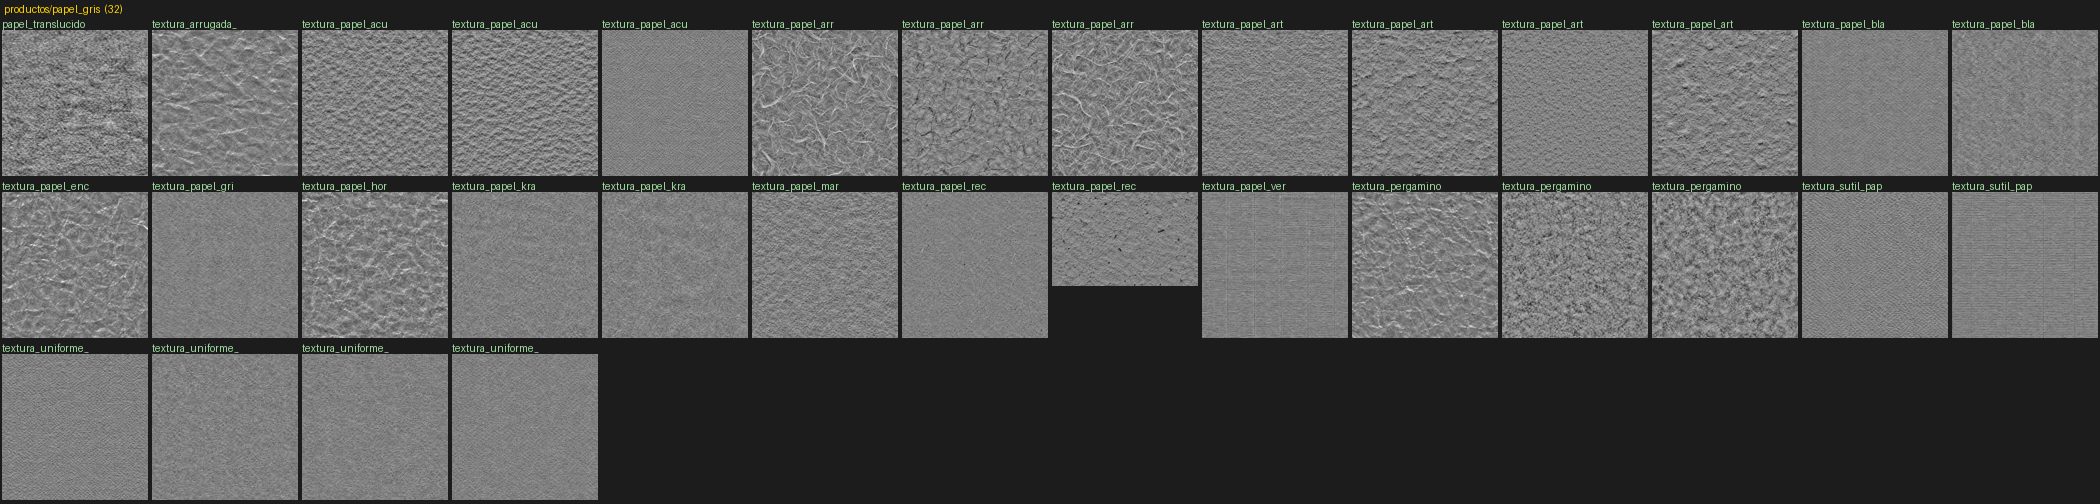 productos/papel_gris (32)
papel_translucido textura_arrugada_ textura_papel_acu textura_papel_acu textura_papel_acu textura_papel_arr textura_papel_arr textura_papel_arr textura_papel_art textura_papel_art textura_papel_art textura_papel_art textura_papel_bla textura_papel_bla
textura_papel_enc textura_papel_gri textura_papel_hor textura_papel_kra textura_papel_kra textura_papel_mar textura_papel_rec textura_papel_rec textura_papel_ver textura_pergamino textura_pergamino textura_pergamino textura_sutil_pap textura_sutil_pap
textura_uniforme_ textura_uniforme_ textura_uniforme_ textura_uniforme_